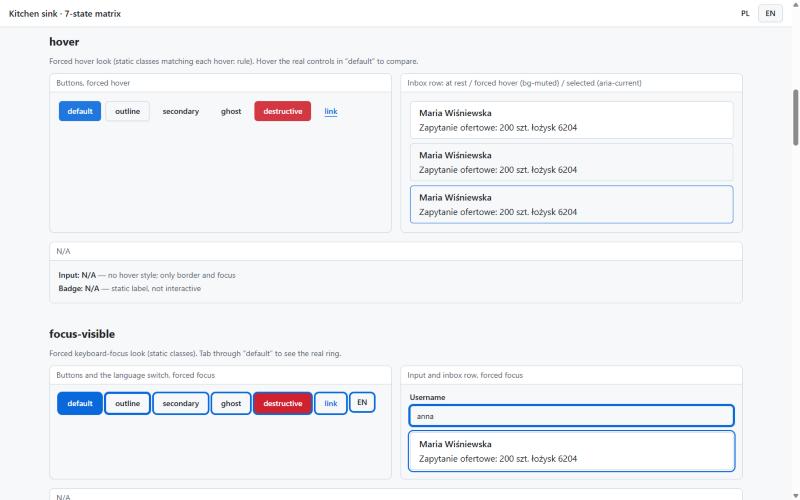 Kitchen sink · 7-state matrix
PL
EN
hover
Forced hover look (static classes matching each hover: rule). Hover the real controls in "default" to compare.
Buttons, forced hover
default
outline
secondary
ghost
destructive
link
Inbox row: at rest / forced hover (bg-muted) / selected (aria-current)
Maria Wiśniewska
Zapytanie ofertowe: 200 szt. łożysk 6204
Maria Wiśniewska
Zapytanie ofertowe: 200 szt. łożysk 6204
Maria Wiśniewska
Zapytanie ofertowe: 200 szt. łożysk 6204
N/A
Input: N/A — no hover style; only border and focus
Badge: N/A — static label, not interactive
focus-visible
Forced keyboard-focus look (static classes). Tab through "default" to see the real ring.
Buttons and the language switch, forced focus
default
outline
secondary
ghost
destructive
link
EN
Input and inbox row, forced focus
Username
anna
Maria Wiśniewska
Zapytanie ofertowe: 200 szt. łożysk 6204
N/A